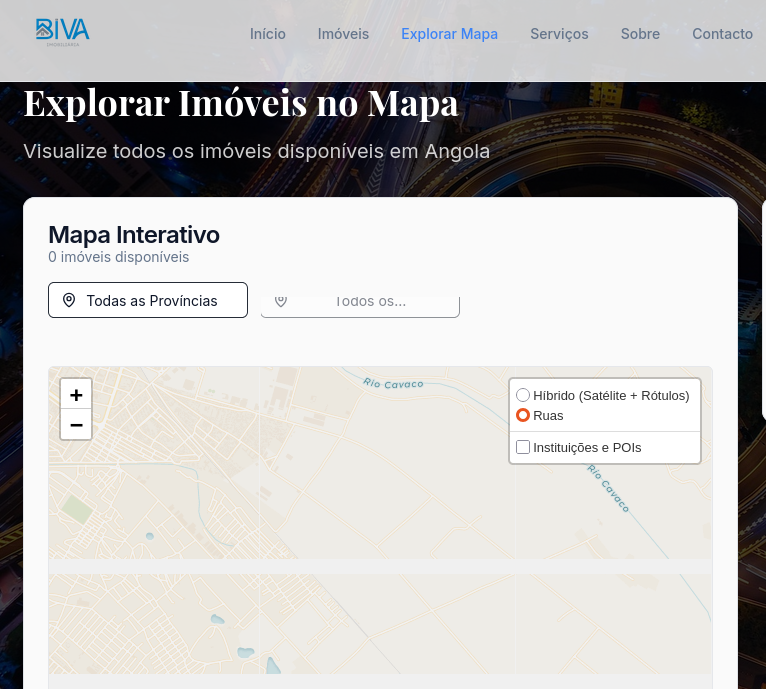 BIVA
IMOBILIÁRIA
Início
Imóveis
Explorar Mapa
Serviços
Sobre
Contacto
Explorar Imóveis no Mapa
Visualize todos os imóveis disponíveis em Angola
Mapa Interativo
0 imóveis disponíveis
Todas as Províncias
Todos os...
+
−
Rio Cavaco
Híbrido (Satélite + Rótulos)
Ruas
Instituições e POIs
Rio Cavaco